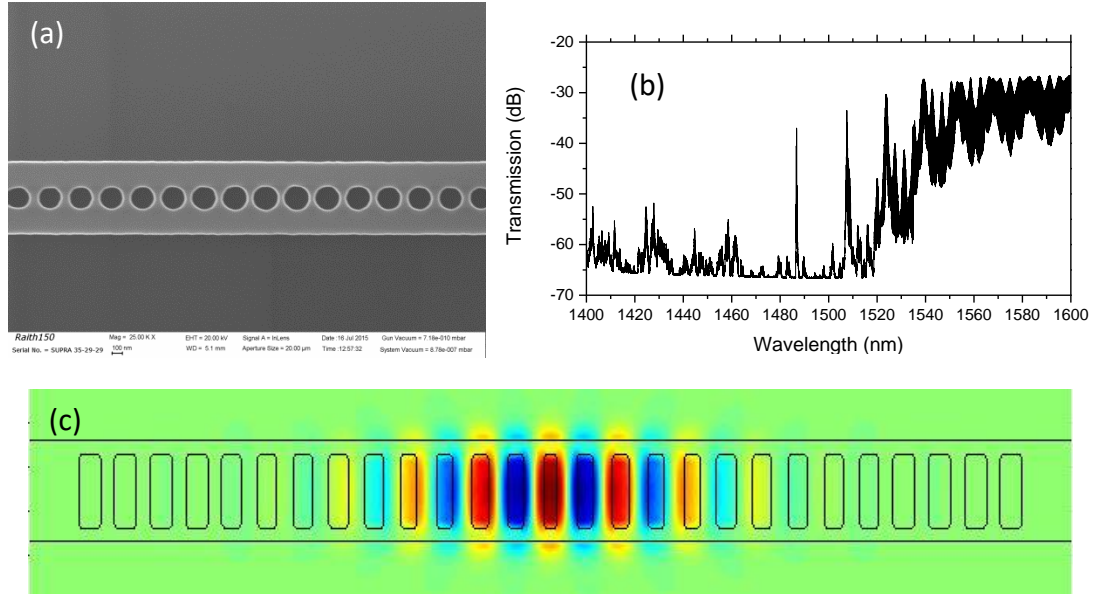 (a)
Raith150
Mag = 25.00 K X
EHT = 20.00 kV
Signal A = InLens
Date :16 Jul 2015
Gun Vacuum = 7.18e-010 mbar
Serial No. = SUPRA 35-29-29
100 nm
WD = 5.1 mm
Aperture Size = 20.00 µm
Time :12:57:32
System Vacuum = 8.78e-007 mbar
(b)
-20
-30
-40
-50
-60
-70
Transmission (dB)
1400 1420 1440 1460 1480 1500 1520 1540 1560 1580 1600
Wavelength (nm)
(c)